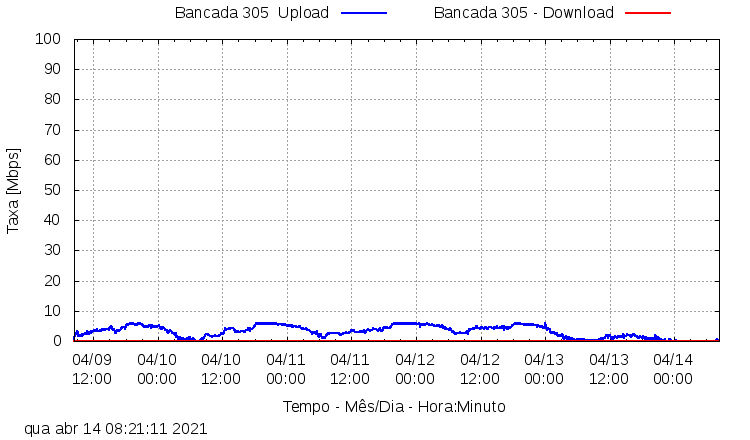 Bancada 305  Upload
Bancada 305 - Download
100
90
80
70
60
50
40
30
20
10
0
Taxa [Mbps]
04/09 04/10 04/10 04/11 04/11 04/12 04/12 04/13 04/13 04/14
12:00 00:00 12:00 00:00 12:00 00:00 12:00 00:00 12:00 00:00
Tempo - Mês/Dia - Hora:Minuto
qua abr 14 08:21:11 2021